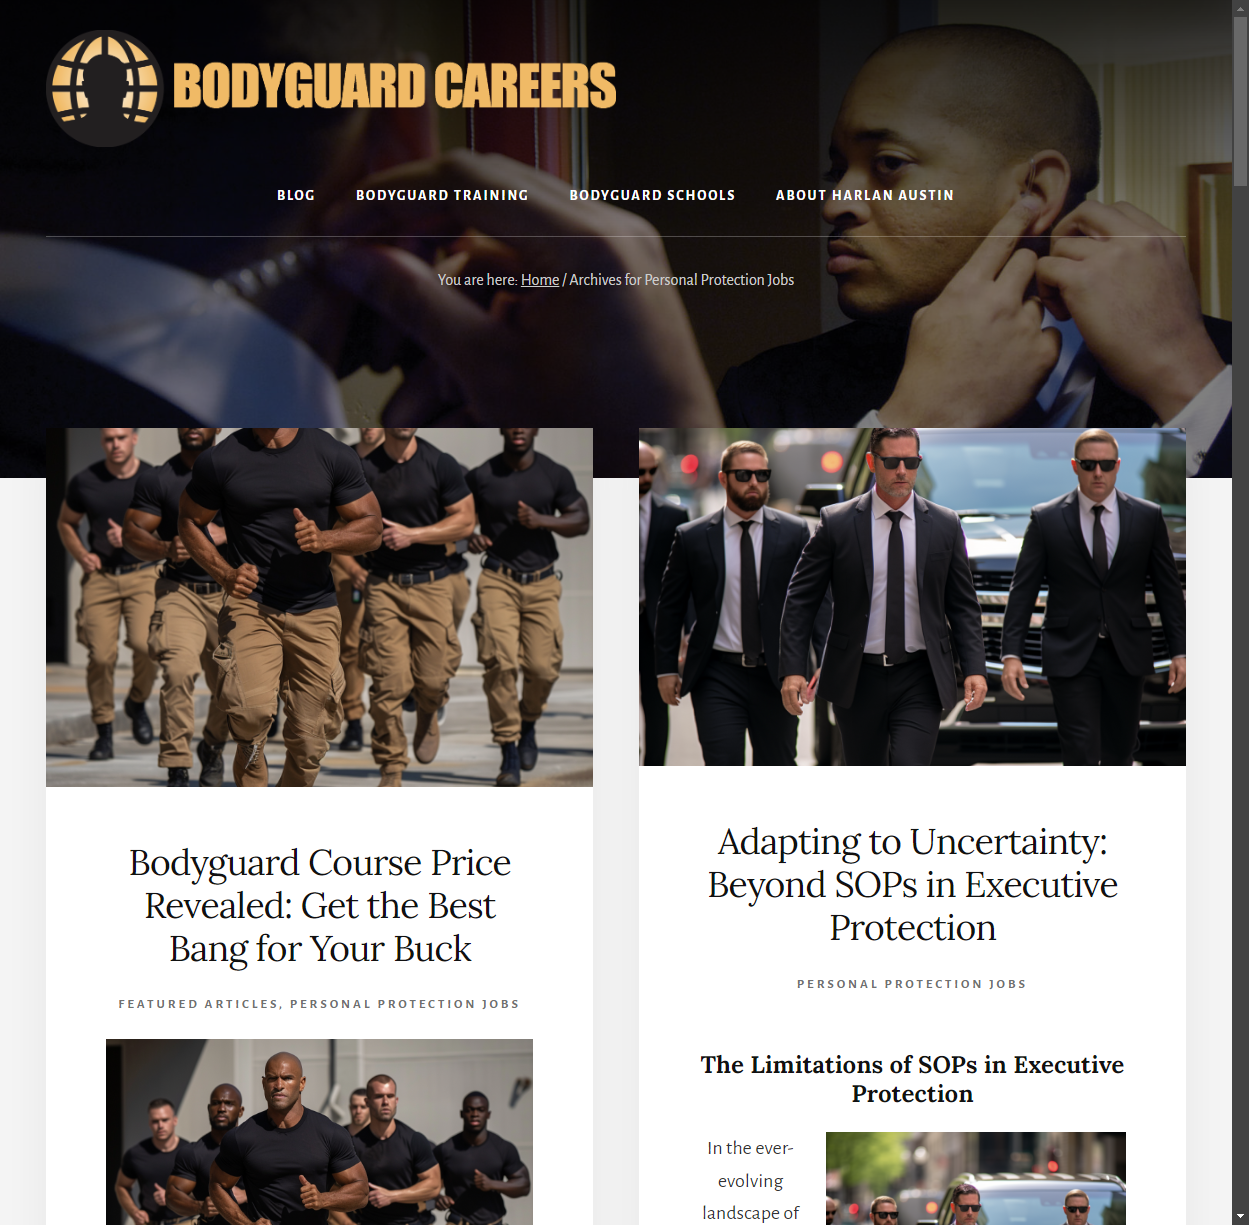 BODYGUARD CAREERS
BLOG
BODYGUARD TRAINING
BODYGUARD SCHOOLS
ABOUT HARLAN AUSTIN
You are here: Home / Archives for Personal Protection Jobs
Bodyguard Course Price
Revealed: Get the Best
Bang for Your Buck
FEATURED ARTICLES, PERSONAL PROTECTION JOBS
Adapting to Uncertainty:
Beyond SOPs in Executive
Protection
PERSONAL PROTECTION JOBS
The Limitations of SOPs in Executive
Protection
In the ever-
evolving
landscape of